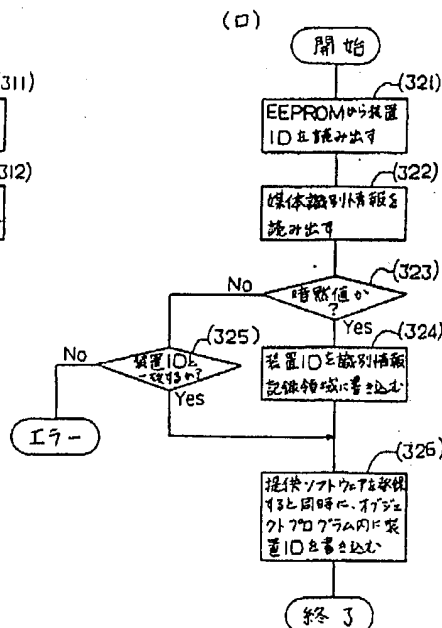 (ロ)
開始
(311)
(321)
EEPROMから装置
IDを読み出す
(312)
(322)
媒体識別情報を
読み出す
(323)
No
暗黙値か
?
Yes
(325)
(324)
No
装置IDと
一致するか?
装置IDを識別情報
記録領域に書き込む
Yes
エラー
(326)
提供ソフトウェアを
すると同時に、オブジェ
クトプログラム内に装
置IDを書き込む
終了